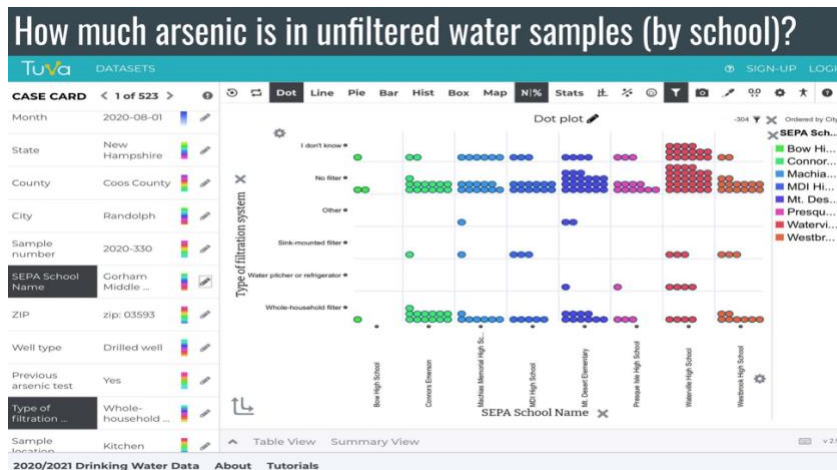 How much arsenic is in unfiltered water samples (by school)?
TuVa DATASETS SIGN-UP LOGI
CASE CARD < 1 of 523 > Dot Line Pie Bar Hist Box Map N|% Stats
Month 2020-08-01
State New Hampshire
County Coos County
City Randolph
Sample number 2020-330
SEPA School Name Gorham Middle ...
ZIP zip: 03593
Well type Drilled well
Previous arsenic test Yes
Type of filtration ... Whole-household ...
Sample location Kitchen
Dot plot
-304 Ordered by City
SEPA Sch...
Bow Hi...
Connor...
Machia...
MDI Hi...
Mt. Des...
Presqu...
Watervi...
Westbr...
Type of filtration system
I don't know
No filter
Other
Sink-mounted filter
Water pitcher or refrigerator
Whole-household filter
Bow High School
Connors Emerson
Machias Memorial High Sc...
MDI High School
Mt. Desert Elementary
Presque Isle High School
Waterville High School
Westbrook High School
SEPA School Name
Table View Summary View
2020/2021 Drinking Water Data About Tutorials